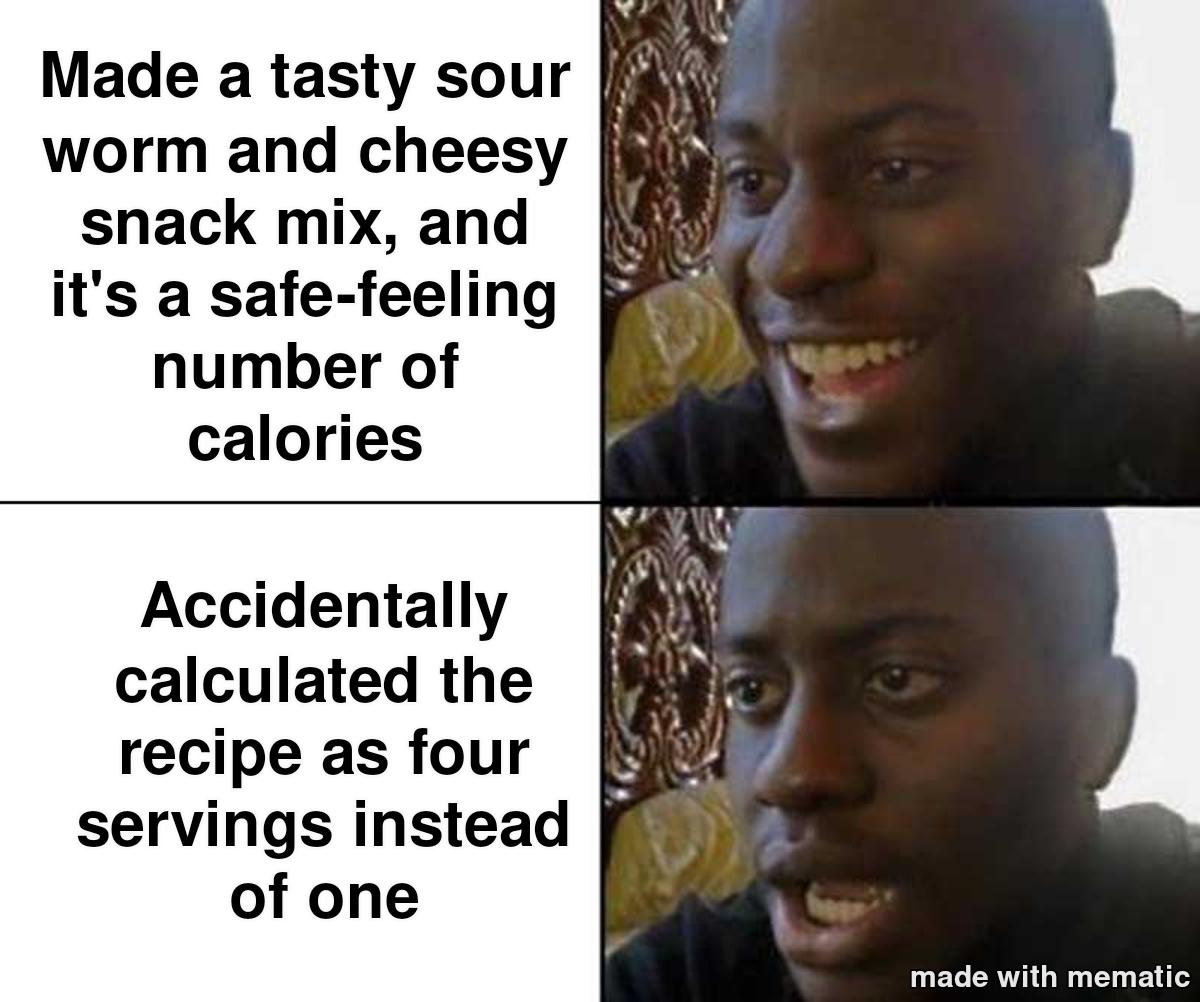 Made a tasty sour
worm and cheesy
snack mix, and
it's a safe-feeling
number of
calories
Accidentally
calculated the
recipe as four
servings instead
of one
made with mematic